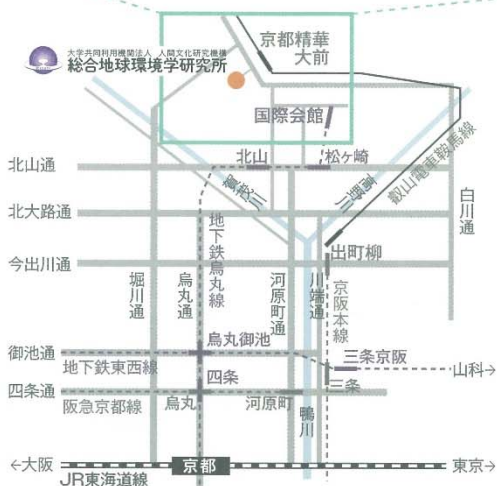 京都精華
大前
大学共同利用機関法人 人間文化研究機構
総合地球環境学研究所
国際会館
北山通
北山
松ヶ崎
賀茂川
高野川
叡山電車鞍馬線
白川通
北大路通
出町柳
今出川通
堀川通
烏丸通
地下鉄烏丸線
河原町通
川端通
京阪本線
烏丸御池
御池通
地下鉄東西線
三条京阪
山科→
四条
三条
四条通
阪急京都線
烏丸
河原町
鴨川
←大阪
京都
東京→
JR東海道線